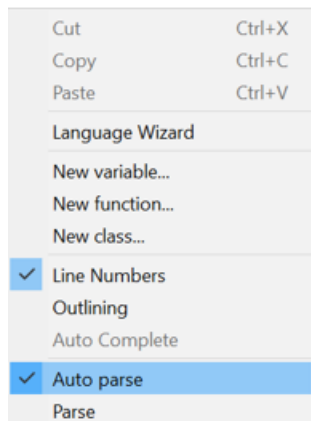 Cut Ctrl+X
Copy Ctrl+C
Paste Ctrl+V
Language Wizard
New variable...
New function...
New class...
Line Numbers
Outlining
Auto Complete
Auto parse
Parse